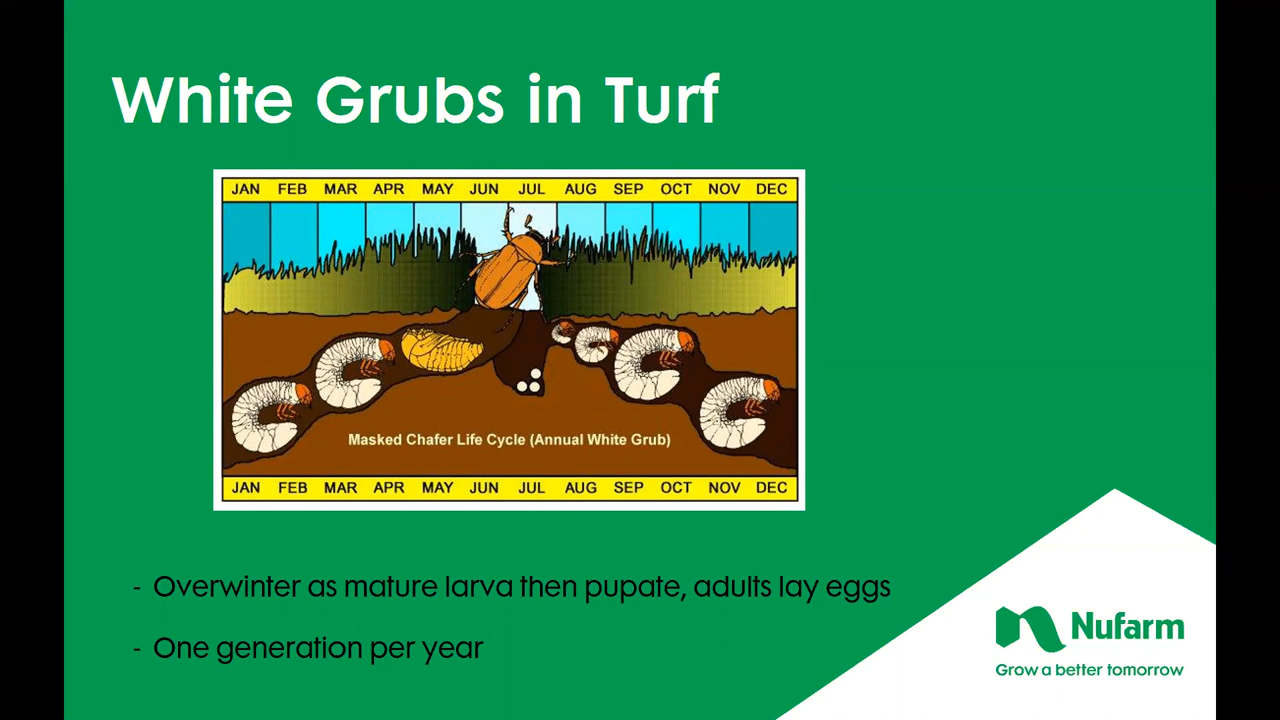 White Grubs in Turf
JAN FEB MAR APR MAY JUN JUL AUG SEP OCT NOV DEC
Masked Chafer Life Cycle (Annual White Grub)
JAN FEB MAR APR MAY JUN JUL AUG SEP OCT NOV DEC
- Overwinter as mature larva then pupate, adults lay eggs
- One generation per year
Nufarm
Grow a better tomorrow